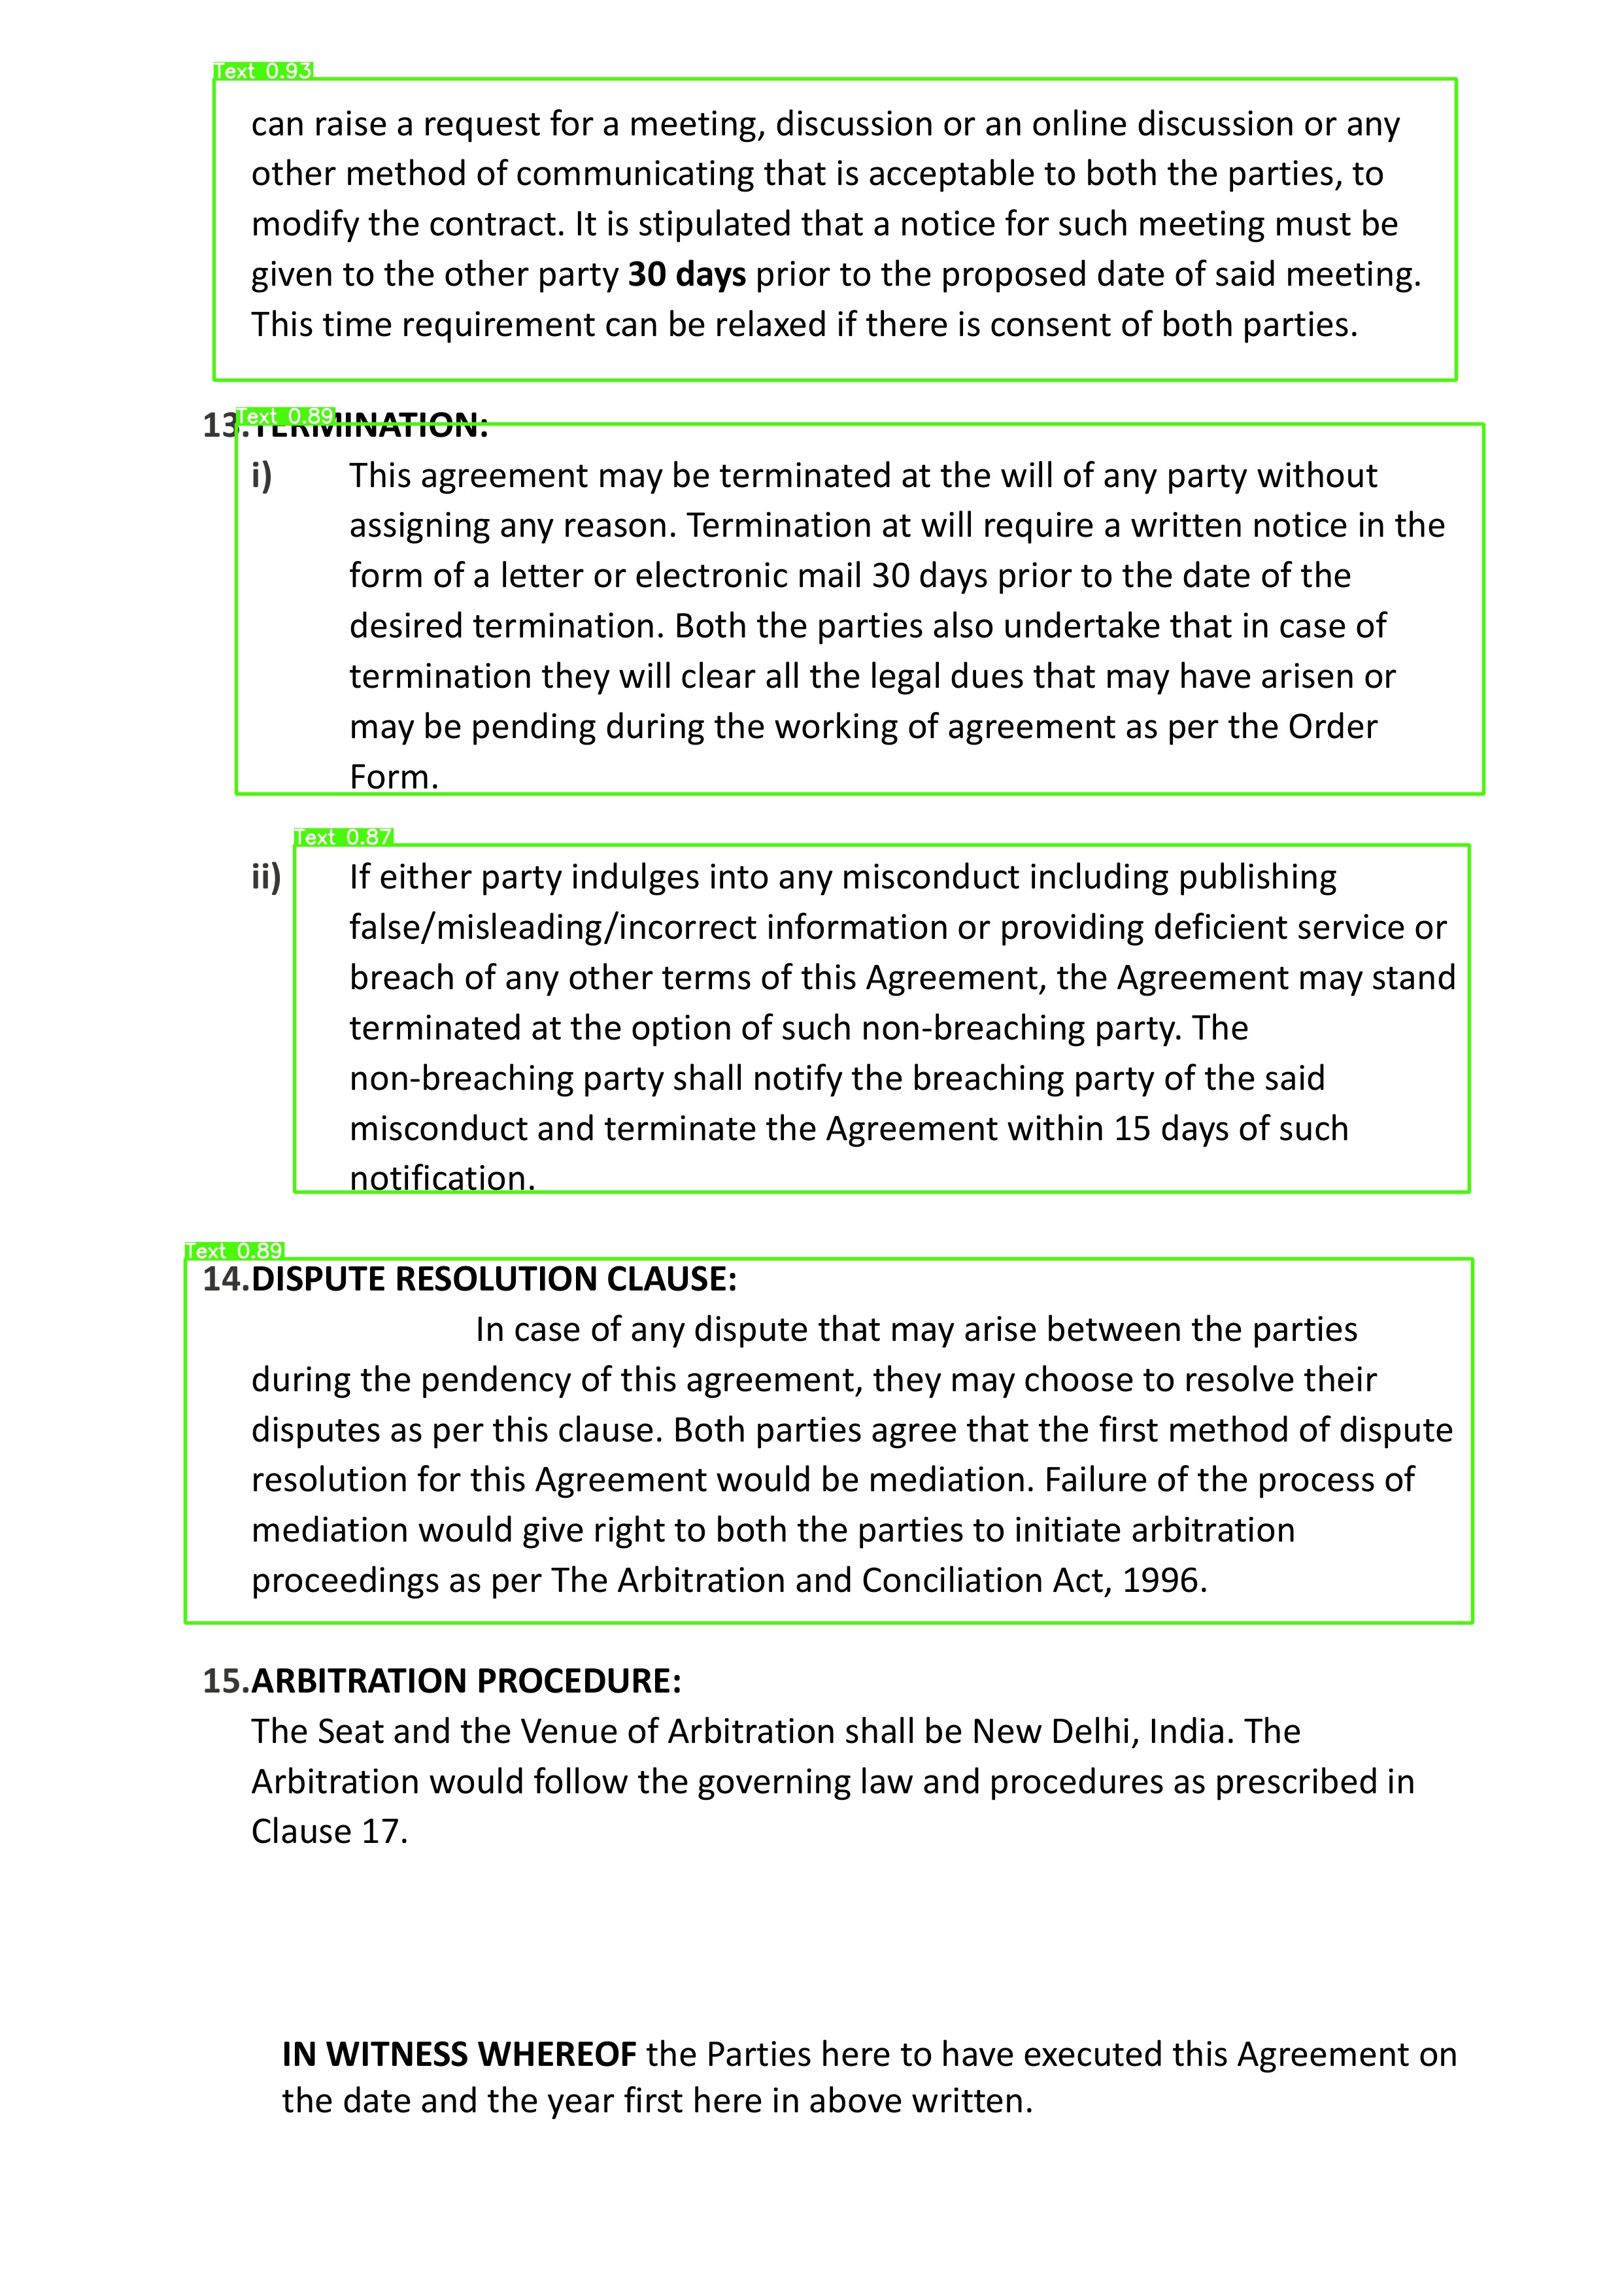 Text 0.93
can raise a request for a meeting, discussion or an online discussion or any
other method of communicating that is acceptable to both the parties, to
modify the contract. It is stipulated that a notice for such meeting must be
given to the other party 30 days prior to the proposed date of said meeting.
This time requirement can be relaxed if there is consent of both parties.
Text 0.89
13.TERMINATION:
i) This agreement may be terminated at the will of any party without
assigning any reason. Termination at will require a written notice in the
form of a letter or electronic mail 30 days prior to the date of the
desired termination. Both the parties also undertake that in case of
termination they will clear all the legal dues that may have arisen or
may be pending during the working of agreement as per the Order
Form.
Text 0.87
ii) If either party indulges into any misconduct including publishing
false/misleading/incorrect information or providing deficient service or
breach of any other terms of this Agreement, the Agreement may stand
terminated at the option of such non-breaching party. The
non-breaching party shall notify the breaching party of the said
misconduct and terminate the Agreement within 15 days of such
notification.
Text 0.89
14.DISPUTE RESOLUTION CLAUSE:
In case of any dispute that may arise between the parties
during the pendency of this agreement, they may choose to resolve their
disputes as per this clause. Both parties agree that the first method of dispute
resolution for this Agreement would be mediation. Failure of the process of
mediation would give right to both the parties to initiate arbitration
proceedings as per The Arbitration and Conciliation Act, 1996.
15.ARBITRATION PROCEDURE:
The Seat and the Venue of Arbitration shall be New Delhi, India. The
Arbitration would follow the governing law and procedures as prescribed in
Clause 17.
IN WITNESS WHEREOF the Parties here to have executed this Agreement on
the date and the year first here in above written.